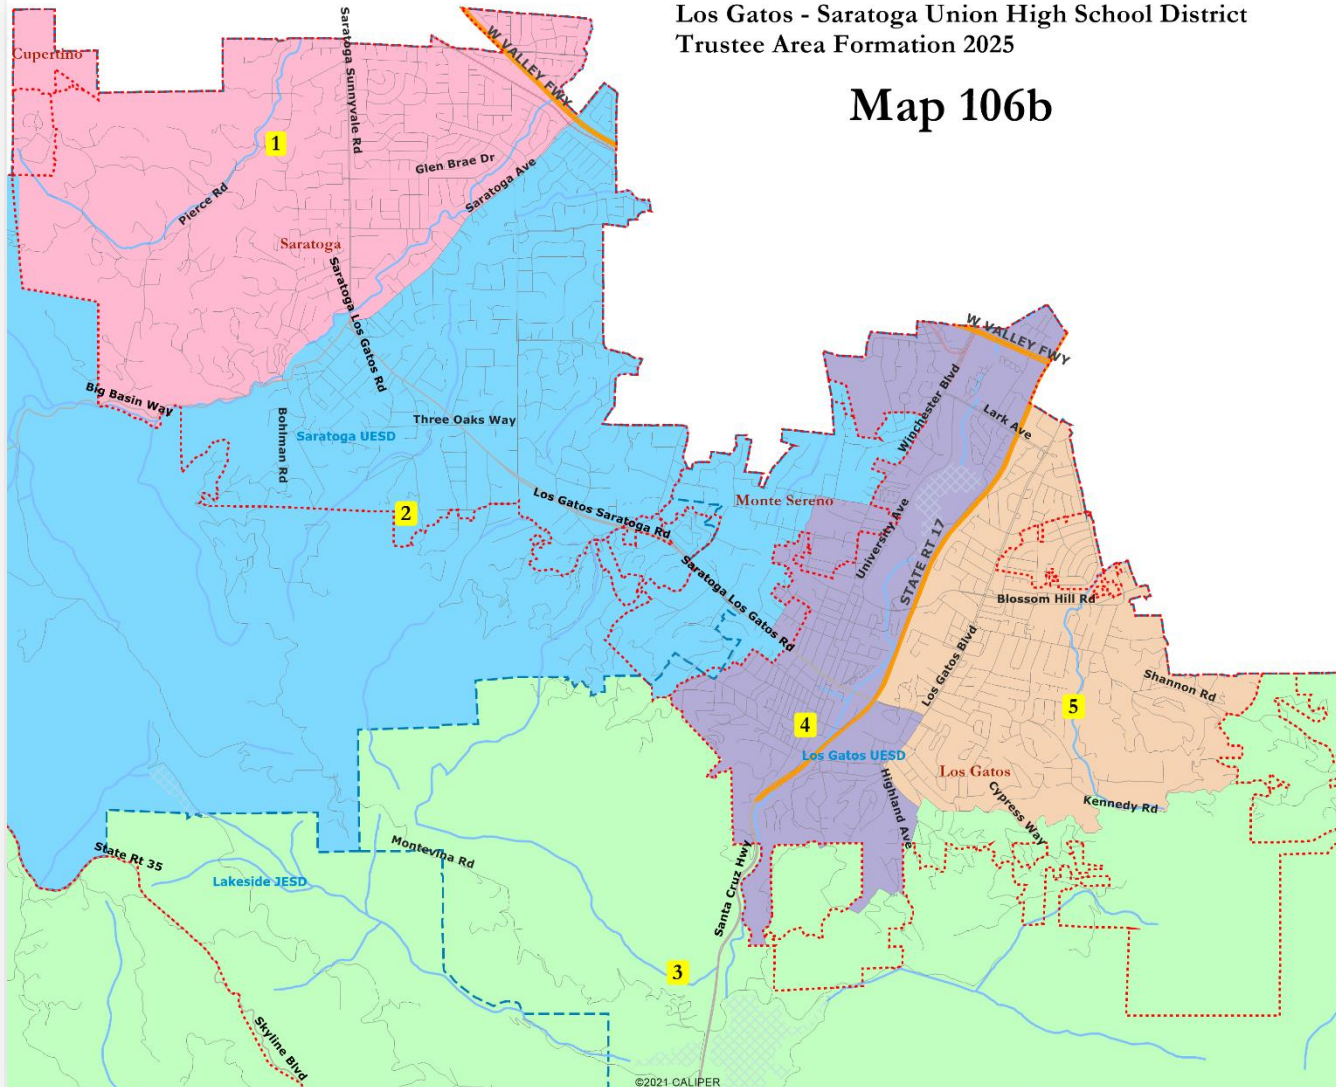 Los Gatos - Saratoga Union High School District
Trustee Area Formation 2025
Map 106b
Cupertino
Saratoga Sunnyvale Rd
W VALLEY FWY
1
Glen Brae Dr
Saratoga Ave
Pierce Rd
Saratoga
Saratoga Los Gatos Rd
W VALLEY FWY
Winchester Blvd
Lark Ave
Big Basin Way
Bohlman Rd
Saratoga UESD
Three Oaks Way
Los Gatos Saratoga Rd
Monte Sereno
2
University Ave
STATE RT 17
Saratoga Los Gatos Rd
Blossom Hill Rd
Los Gatos Blvd
Shannon Rd
5
4
Los Gatos UESD
Los Gatos
Highland Ave
Cypress Way
Kennedy Rd
State Rt 35
Montevina Rd
Lakeside JESD
Santa Cruz Hwy
3
Skyline Blvd
©2021 CALIPER